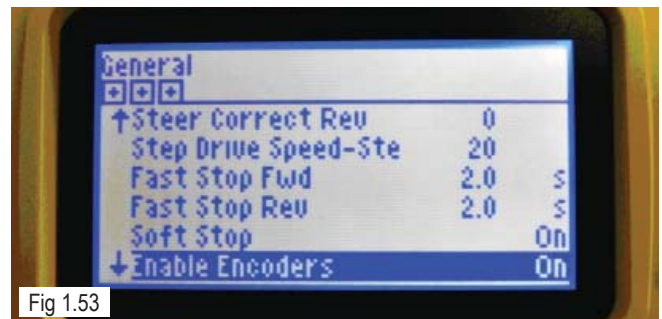 General
+ + +
↑Steer Correct Rev 0
Step Drive Speed-Ste 20
Fast Stop Fwd 2.0 s
Fast Stop Rev 2.0 s
Soft Stop On
↓Enable Encoders On
Fig 1.53